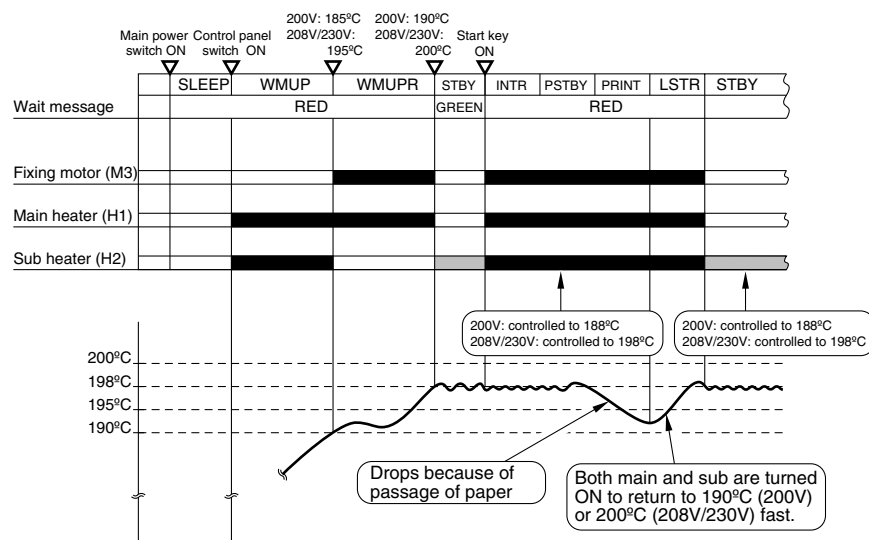 200V: 185ºC 200V: 190ºC
Main power Control panel 208V/230V: 208V/230V: Start key
switch ON switch ON 195ºC 200ºC ON
SLEEP WMUP WMUPR STBY INTR PSTBY PRINT LSTR STBY
Wait message RED GREEN RED
Fixing motor (M3)
Main heater (H1)
Sub heater (H2)
200V: controlled to 188ºC 200V: controlled to 188ºC
208V/230V: controlled to 198ºC 208V/230V: controlled to 198ºC
200ºC
198ºC
195ºC
190ºC
Drops because of
passage of paper
Both main and sub are turned
ON to return to 190ºC (200V)
or 200ºC (208V/230V) fast.